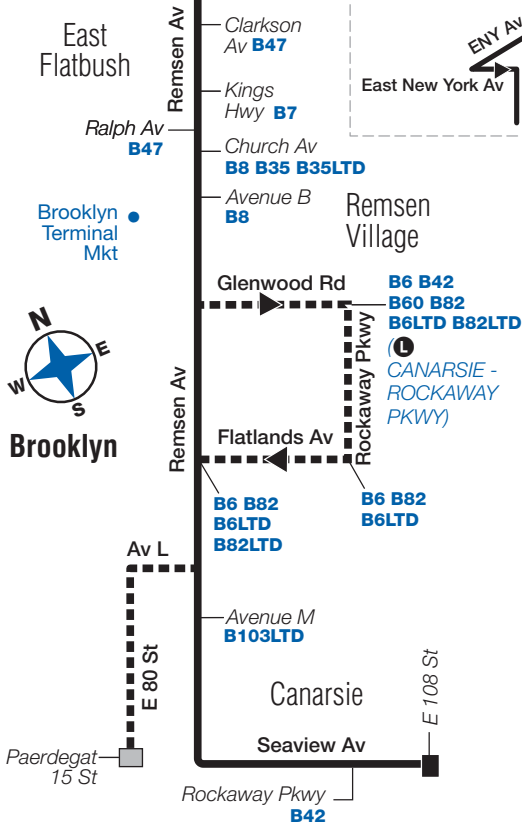 East
Flatbush
Remsen Av
Clarkson
Av B47
Kings
Hwy B7
Ralph Av
B47
Church Av
B8 B35 B35LTD
Avenue B
B8
ENY Av
East New York Av
Brooklyn
Terminal
Mkt
Remsen
Village
Glenwood Rd
B6 B42
B60 B82
B6LTD B82LTD
(L
CANARSIE -
ROCKAWAY
PKWY)
Rockaway Pkwy
N
E
W
S
Brooklyn
Remsen Av
Flatlands Av
B6 B82
B6LTD
B82LTD
B6 B82
B6LTD
Av L
E 80 St
Avenue M
B103LTD
Canarsie
E 108 St
Seaview Av
Paerdegat
15 St
Rockaway Pkwy
B42